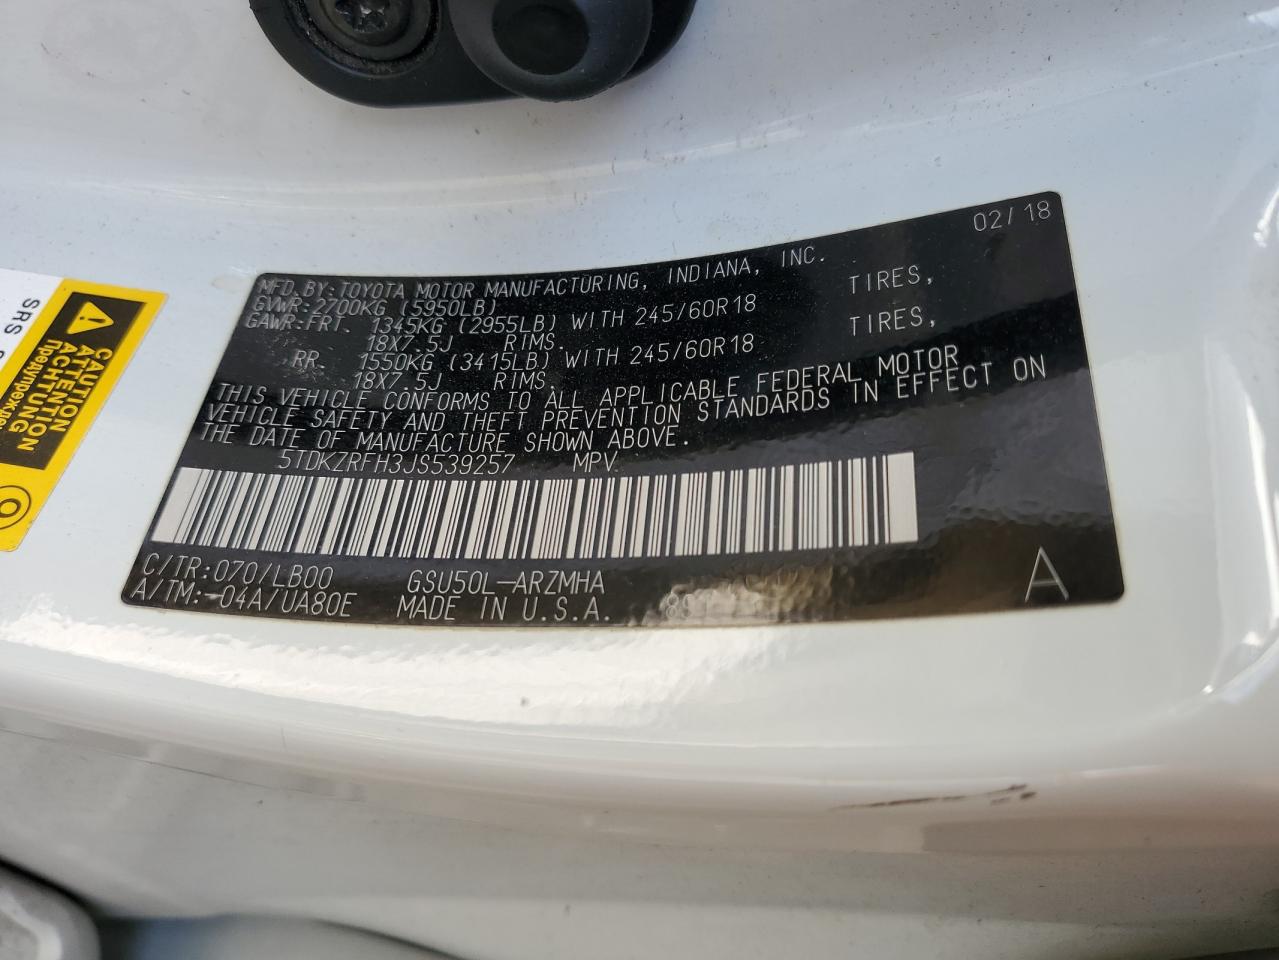 02/18
MFD.BY:TOYOTA MOTOR MANUFACTURING, INDIANA, INC.
GVWR:2700KG (5950LB)
GAWR:FRT. 1345KG (2955LB) WITH 245/60R18 TIRES,
18X7.5J RIMS.
RR. 1550KG (3415LB) WITH 245/60R18 TIRES,
18X7.5J RIMS.
THIS VEHICLE CONFORMS TO ALL APPLICABLE FEDERAL MOTOR
VEHICLE SAFETY AND THEFT PREVENTION STANDARDS IN EFFECT ON
THE DATE OF MANUFACTURE SHOWN ABOVE.
5TDKZRFH3JS539257 MPV
C/TR:070/LB00 GSU50L-ARZMHA
A/TM:-04A/UA80E MADE IN U.S.A.
A
SRS
CAUTION
ATTENTION
ACHTUNG